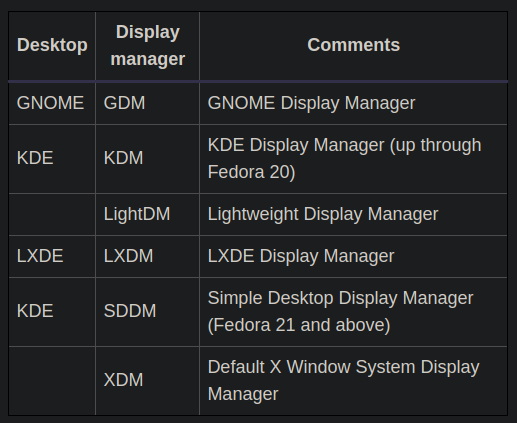 Desktop Display manager Comments
GNOME GDM GNOME Display Manager
KDE KDM KDE Display Manager (up through
Fedora 20)
LightDM Lightweight Display Manager
LXDE LXDM LXDE Display Manager
KDE SDDM Simple Desktop Display Manager
(Fedora 21 and above)
XDM Default X Window System Display
Manager